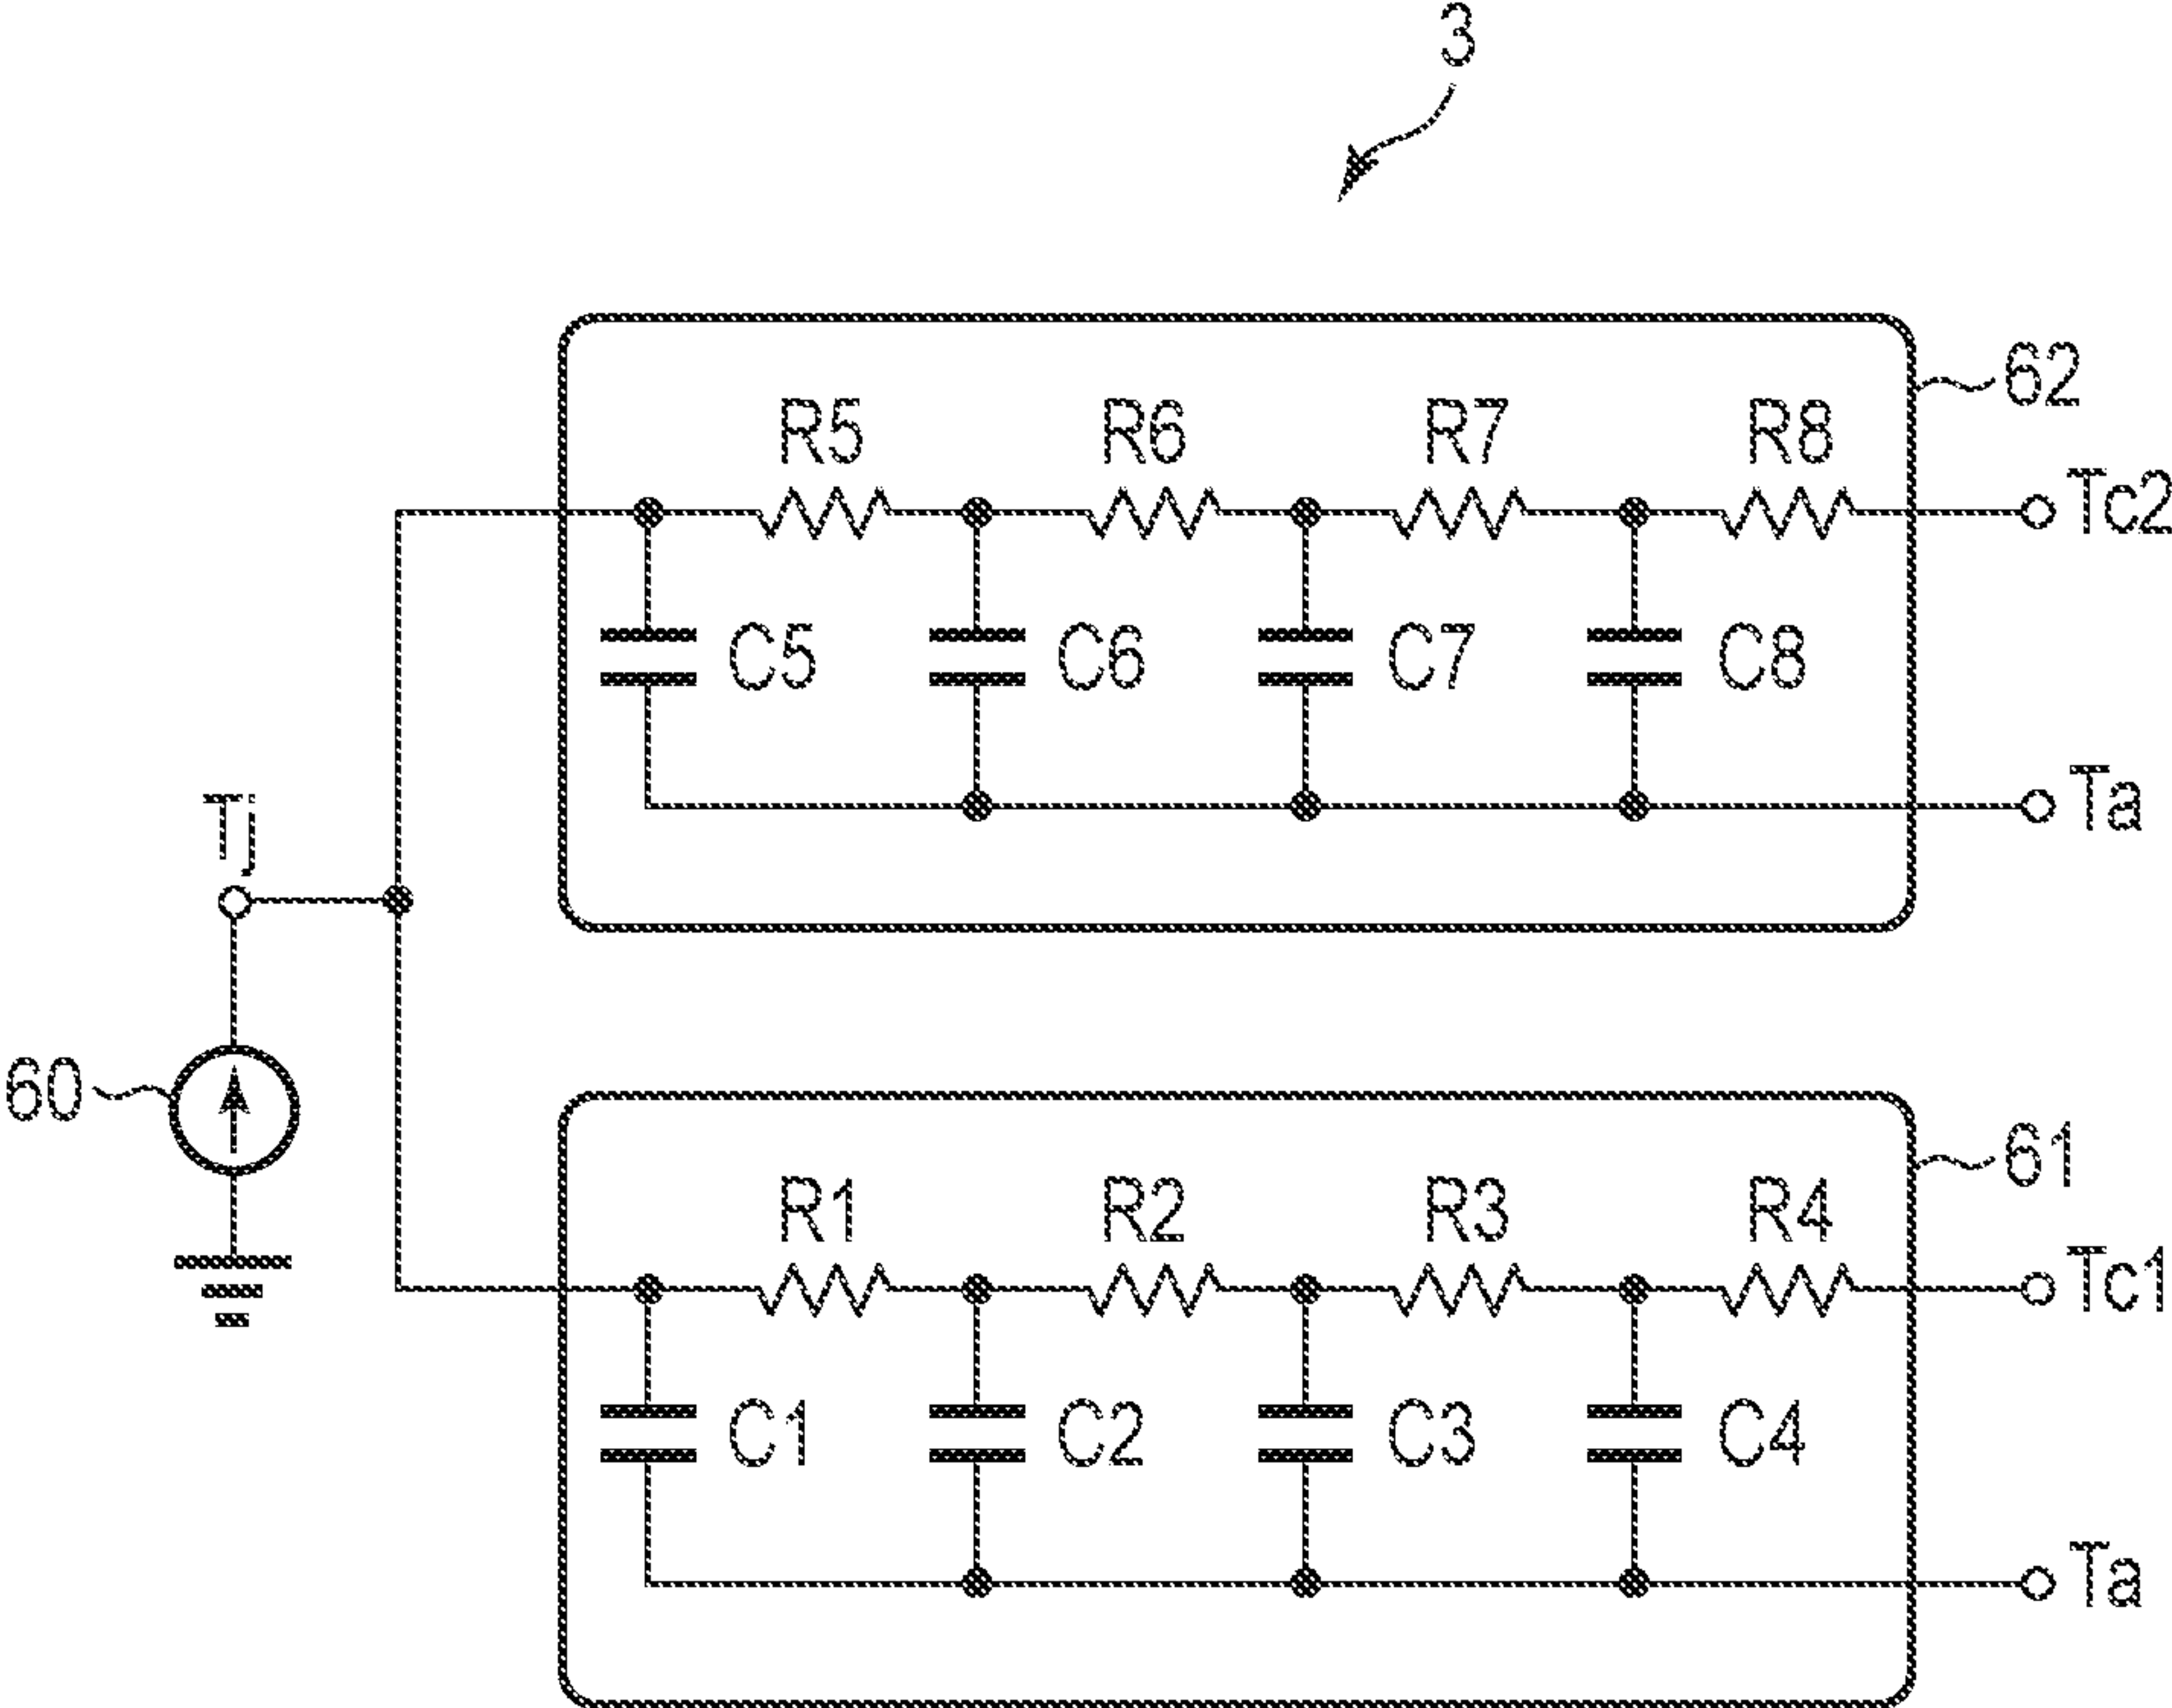 3
62
R5 R6 R7 R8
Tc2
C5 C6 C7 C8
Ta
Tj
60
61
R1 R2 R3 R4
Tc1
C1 C2 C3 C4
Ta